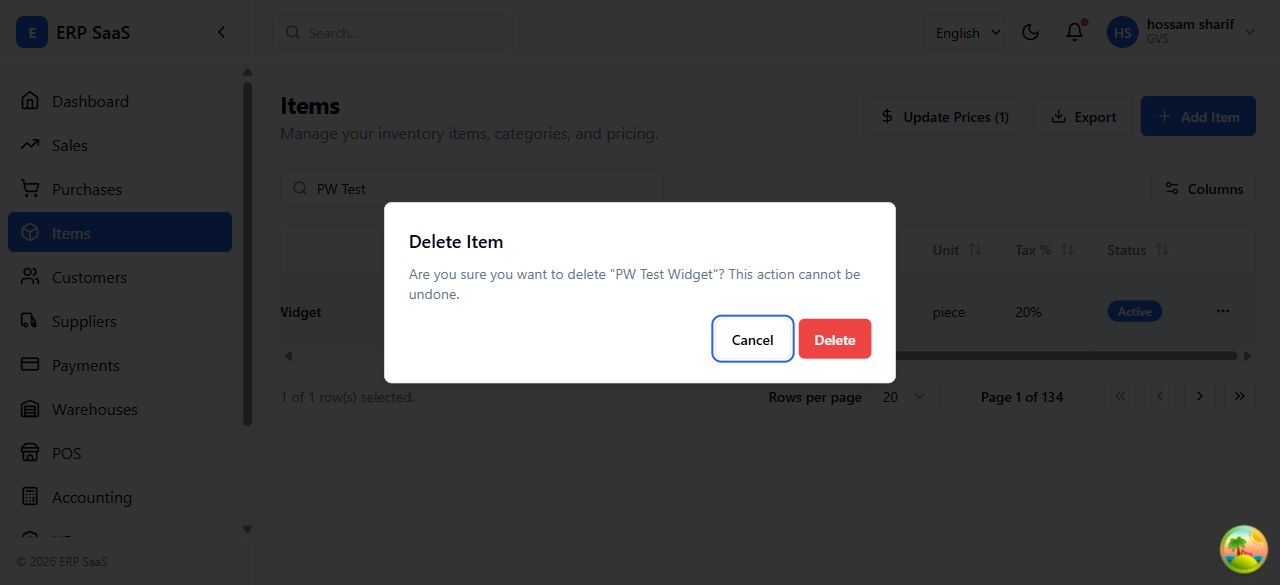 E ERP SaaS
Search...
English
HS
hossam sharif
GVS
Dashboard
Sales
Purchases
Items
Customers
Suppliers
Payments
Warehouses
POS
Accounting
© 2026 ERP SaaS
Items
Manage your inventory items, categories, and pricing.
Update Prices (1)
Export
Add Item
PW Test
Columns
Unit
Tax %
Status
Widget
piece
20%
Active
Delete Item
Are you sure you want to delete "PW Test Widget"? This action cannot be
undone.
Cancel
Delete
1 of 1 row(s) selected.
Rows per page
20
Page 1 of 134